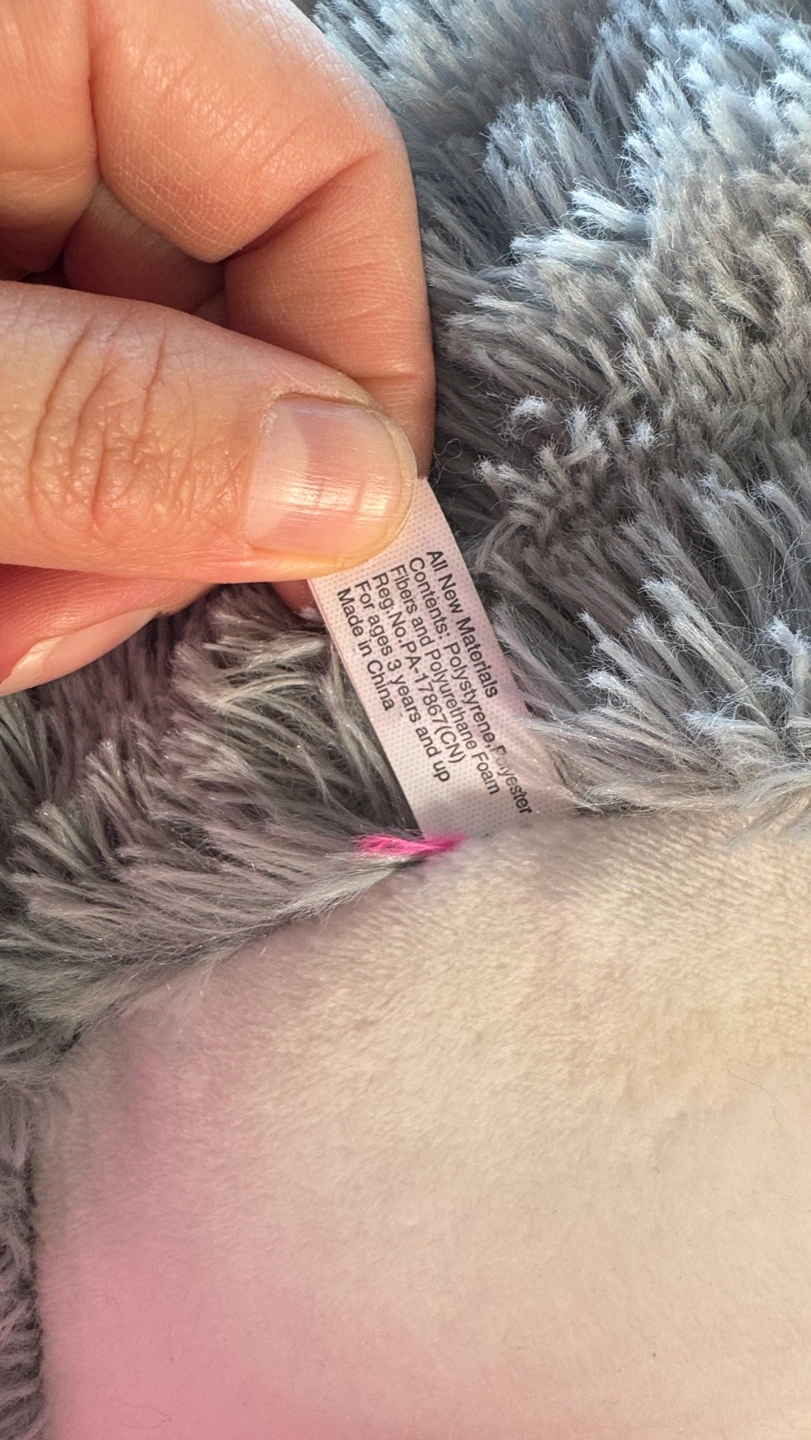 All New Materials
Contents: Polystyrene,Polyester
Fibers and Polyurethane Foam
Reg.No.PA-17867(CN)
For ages 3 years and up
Made in China